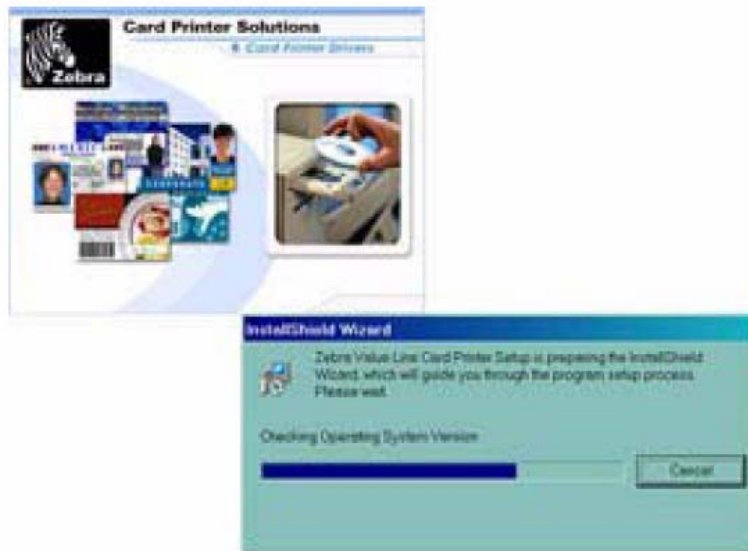 Card Printer Solutions
Card Printer Drivers
Zebra
CORPORATE
InstallShield Wizard
Zebra Value Line Card Printer Setup is preparing the InstallShield
Wizard, which will guide you through the program setup process.
Please wait.
Checking Operating System Version
Cancel